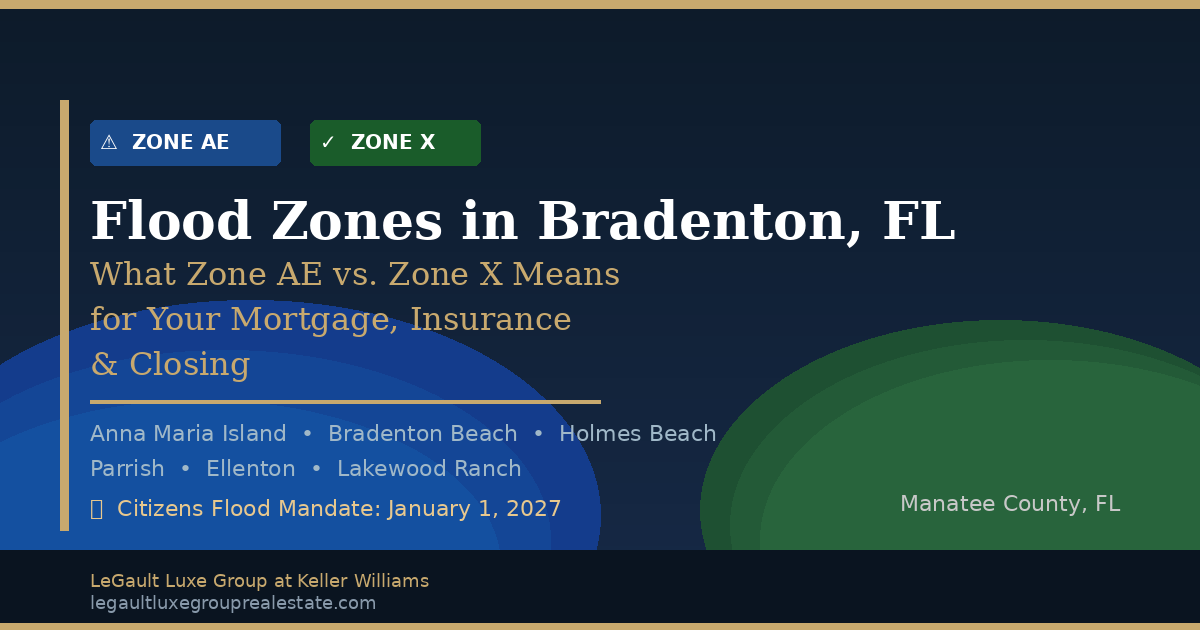 ⚠ ZONE AE
✓ ZONE X
Flood Zones in Bradenton, FL
What Zone AE vs. Zone X Means
for Your Mortgage, Insurance
& Closing
Anna Maria Island • Bradenton Beach • Holmes Beach
Parrish • Ellenton • Lakewood Ranch
Citizens Flood Mandate: January 1, 2027
Manatee County, FL
LeGault Luxe Group at Keller Williams
legaultluxegrouprealestate.com